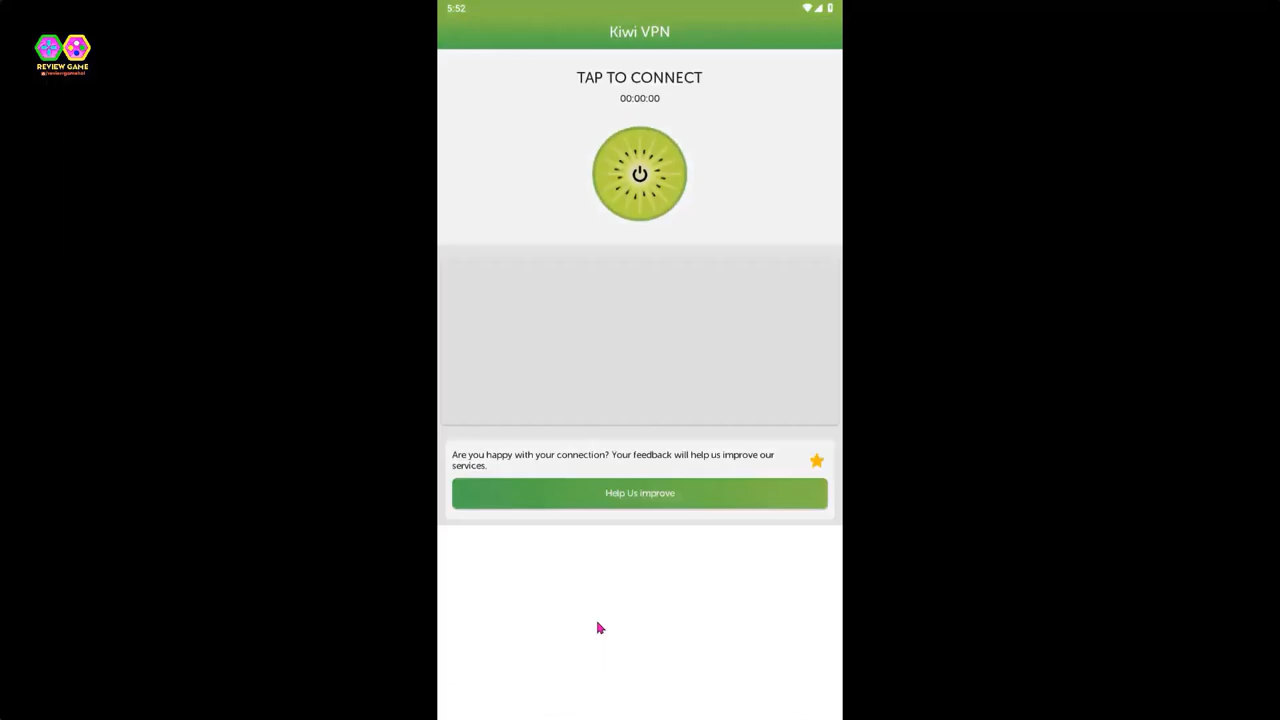 REVIEW GAME
5:52
Kiwi VPN
TAP TO CONNECT
00:00:00
Are you happy with your connection? Your feedback will help us improve our
services.
Help Us improve